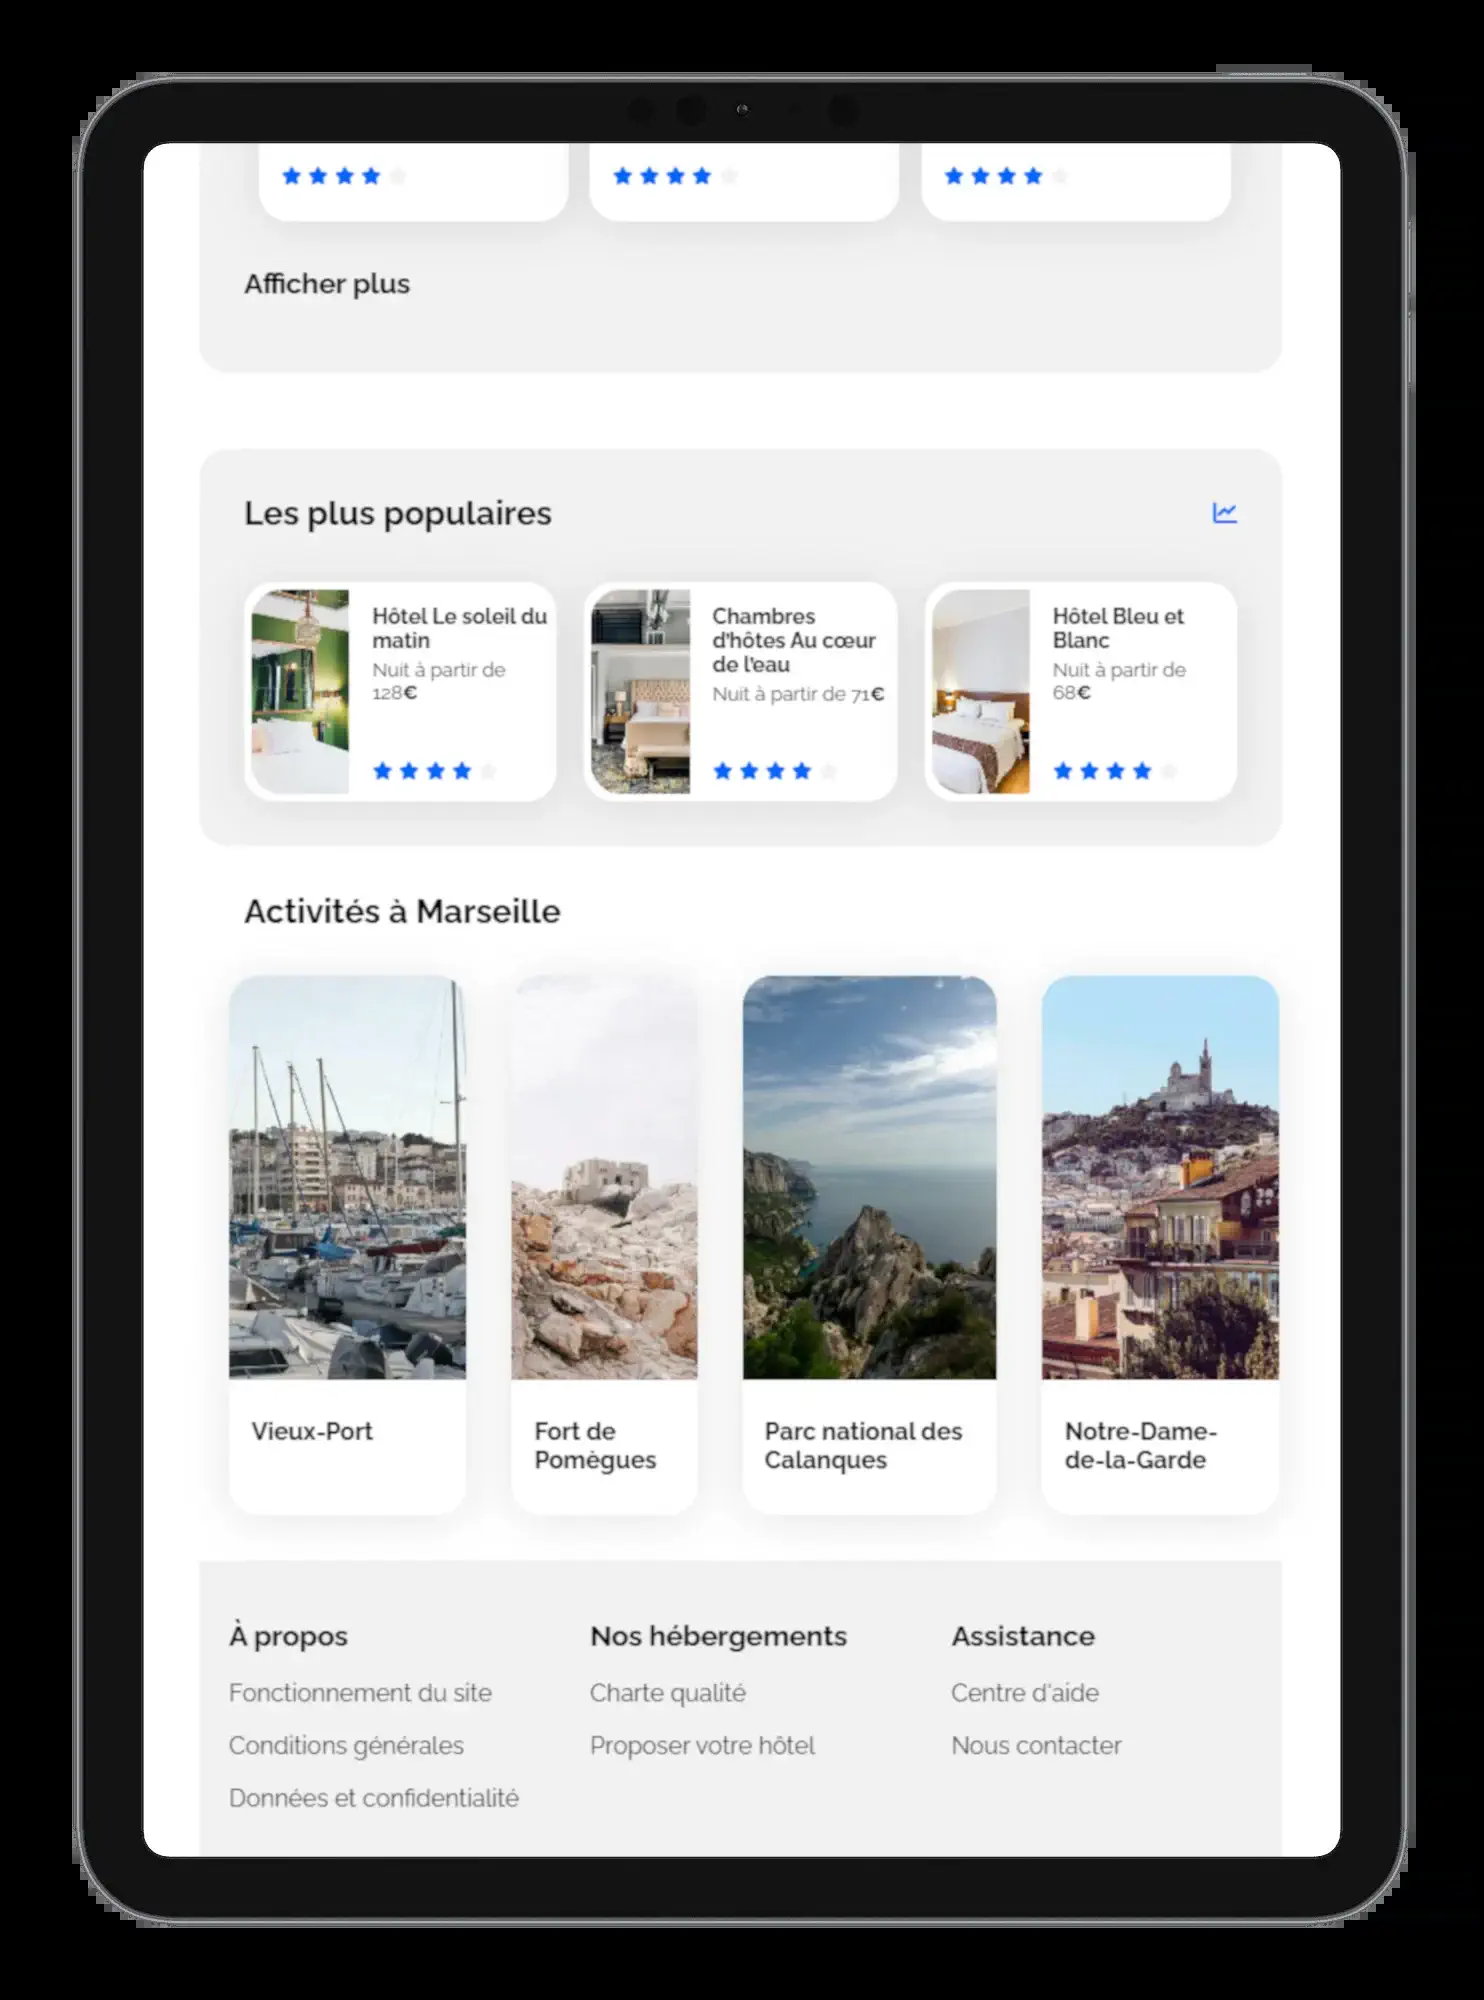 Afficher plus
Les plus populaires
Hôtel Le soleil du
matin
Nuit à partir de
128€
Chambres
d'hôtes Au cœur
de l'eau
Nuit à partir de 71€
Hôtel Bleu et
Blanc
Nuit à partir de
68€
Activités à Marseille
Vieux-Port
Fort de
Pomègues
Parc national des
Calanques
Notre-Dame-
de-la-Garde
À propos
Fonctionnement du site
Conditions générales
Données et confidentialité
Nos hébergements
Charte qualité
Proposer votre hôtel
Assistance
Centre d'aide
Nous contacter